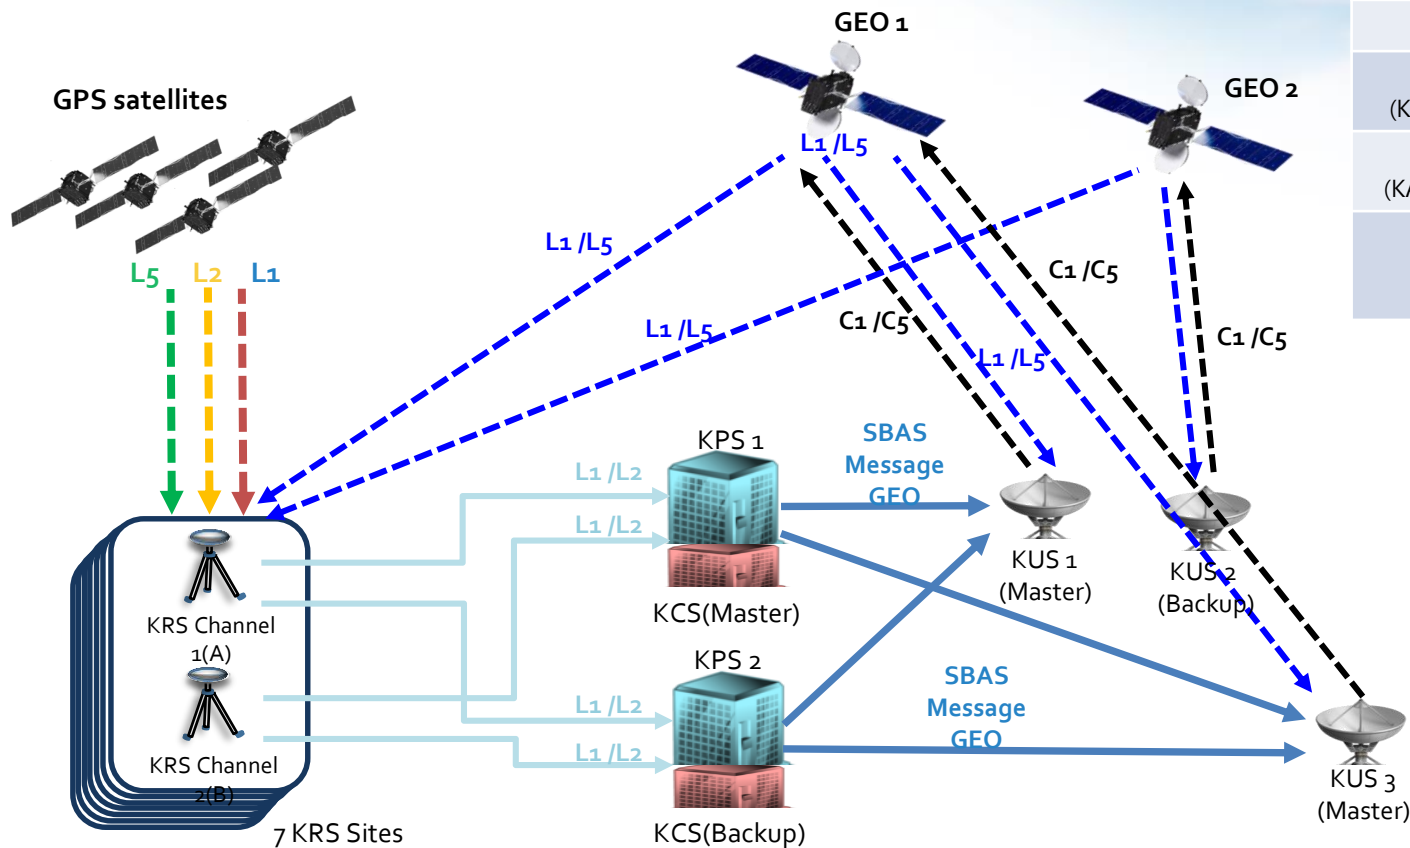 GEO 1
GEO 2
GPS satellites
(K
(KA
L1 /L5
L1 /L5
L5
L2
L1
C1 /C5
L1 /L5
C1 /C5
C1 /C5
L1 /L5
KPS 1
SBAS
Message
GEO
L1 /L2
L1 /L2
KUS 1
(Master)
KUS 2
(Backup)
KCS(Master)
KRS Channel
1(A)
KPS 2
SBAS
Message
GEO
L1 /L2
L1 /L2
KRS Channel
2(B)
KUS 3
(Master)
7 KRS Sites
KCS(Backup)